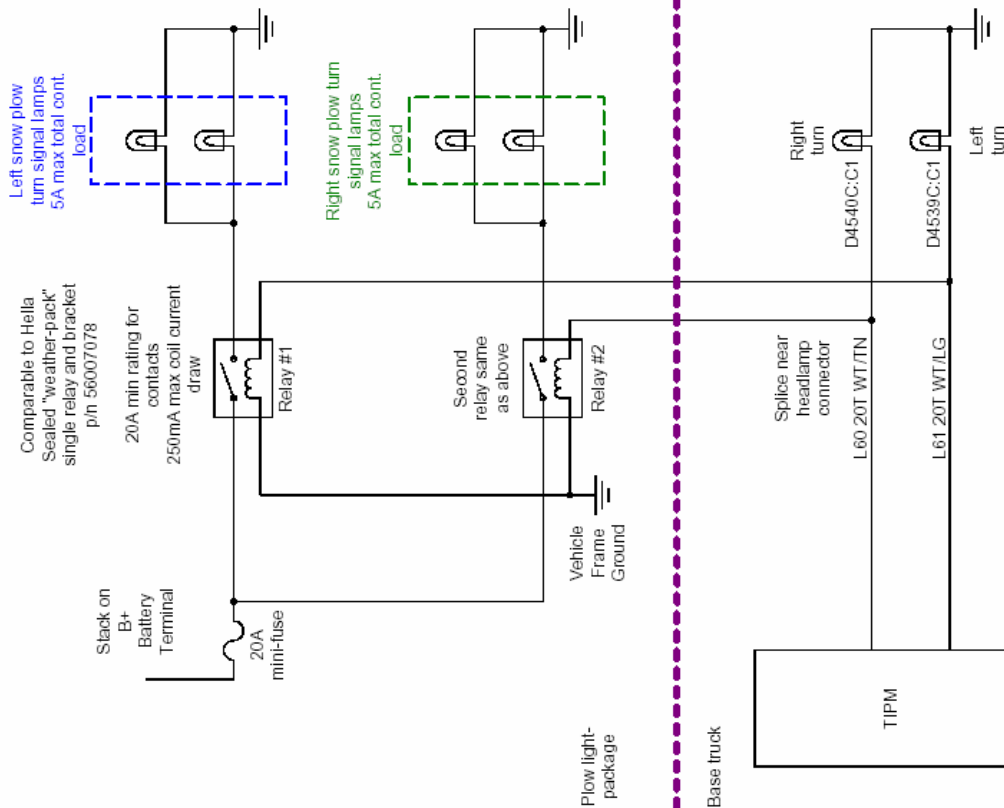 Left snow plow
turn signal lamps
5A max total cont.
load
Right snow plow turn
signal lamps
5A max total cont.
load
Right
turn
Left
turn
D4540C:C1
D4539C:C1
Comparable to Hella
Sealed "weather-pack"
single relay and bracket
p/n 56007078
20A min rating for
contacts
250mA max coil current
draw
Relay #1
Second
relay same
as above
Relay #2
Splice near
headlamp
connector
L60 20T WT/TN
L61 20T WT/LG
Stack on
B+
Battery
Terminal
20A
mini-fuse
Vehicle
Frame
Ground
Plow light-
package
Base truck
TIPM